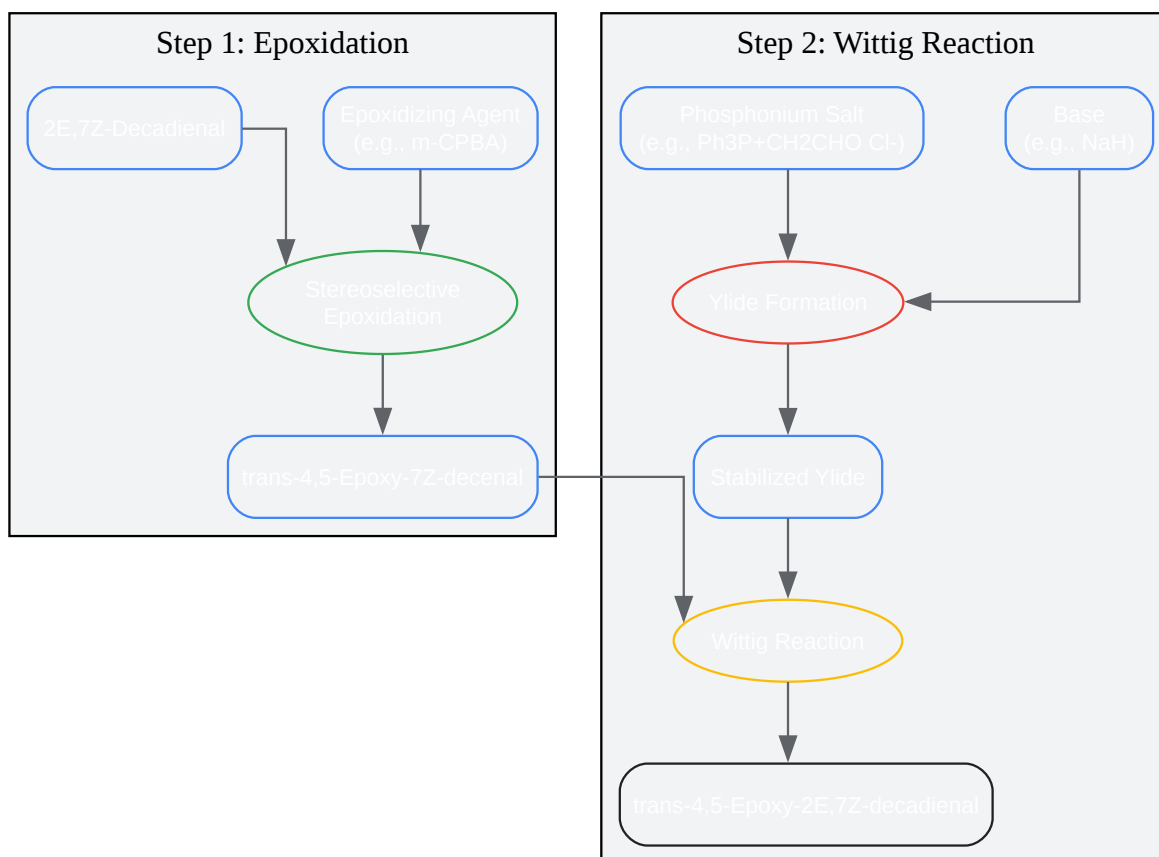 Step 1: Epoxidation
2E,7Z-Decadienal
Epoxidizing Agent
(e.g., m-CPBA)
Stereoselective
Epoxidation
trans-4,5-Epoxy-7Z-decenal
Step 2: Wittig Reaction
Phosphonium Salt
(e.g., Ph3P+CH2CHO Cl-)
Base
(e.g., NaH)
Ylide Formation
Stabilized Ylide
Wittig Reaction
trans-4,5-Epoxy-2E,7Z-decadienal